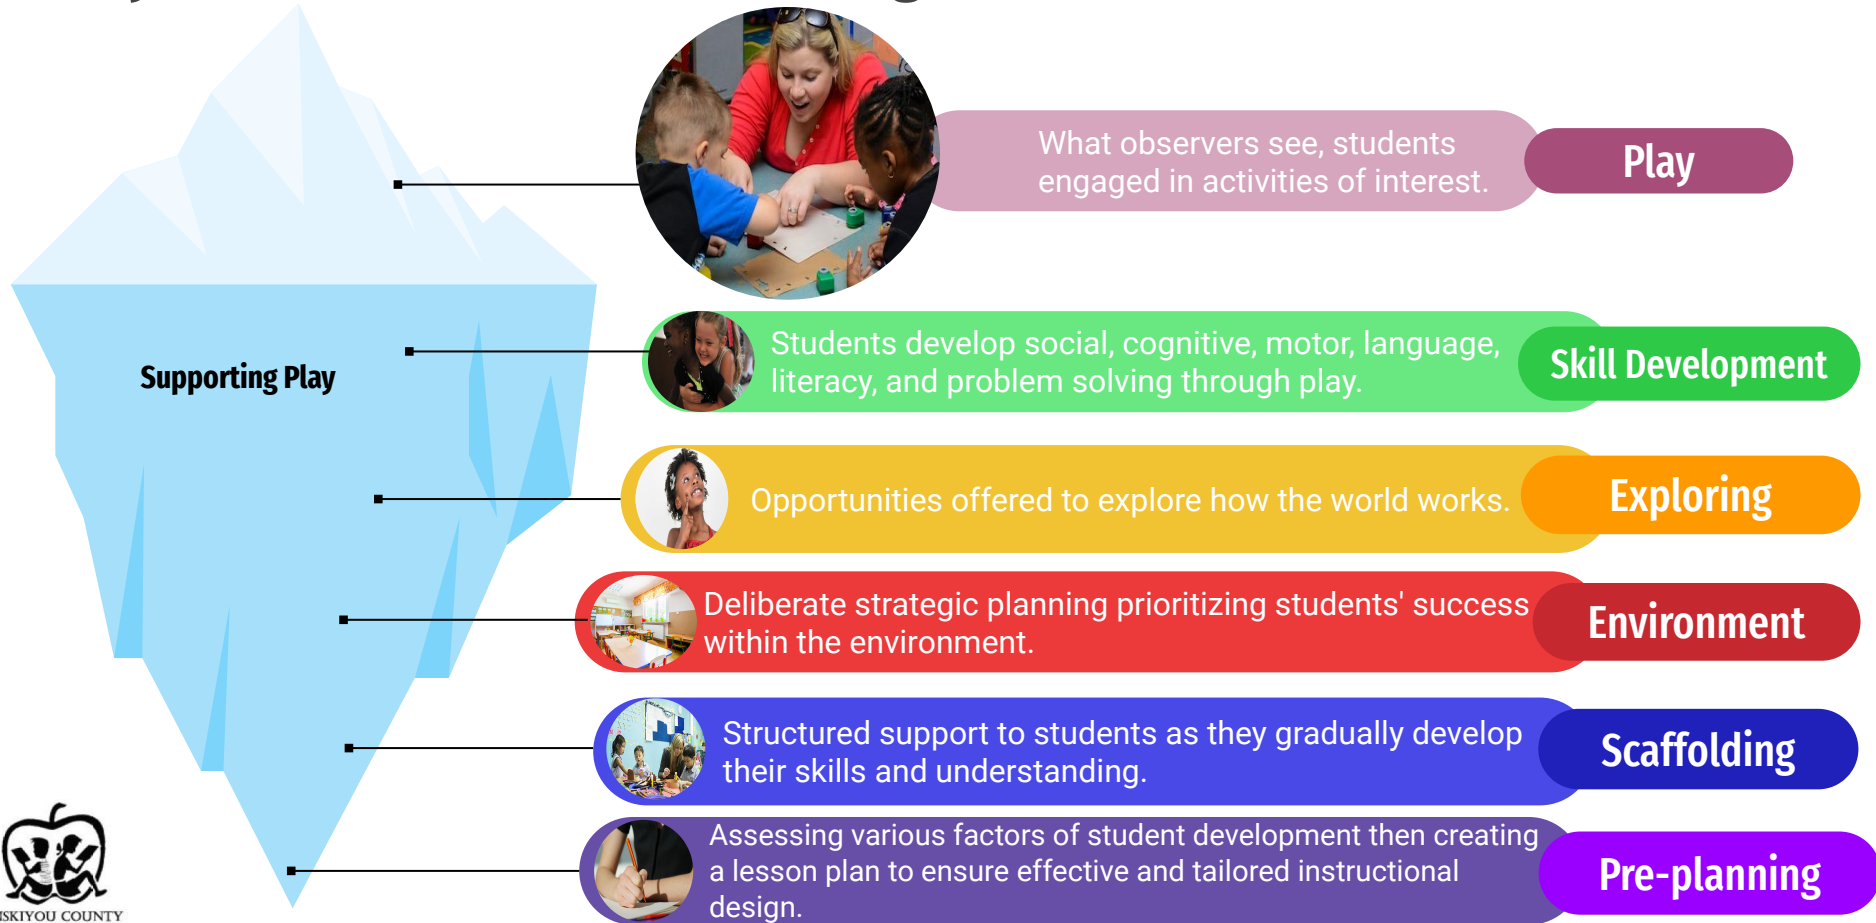 What observers see, students
engaged in activities of interest.
Play
Supporting Play
Students develop social, cognitive, motor, language,
literacy, and problem solving through play.
Skill Development
Opportunities offered to explore how the world works.
Exploring
Deliberate strategic planning prioritizing students' success
within the environment.
Environment
Structured support to students as they gradually develop
their skills and understanding.
Scaffolding
Assessing various factors of student development then creating
a lesson plan to ensure effective and tailored instructional
design.
Pre-planning
ISKIYOU COUNTY